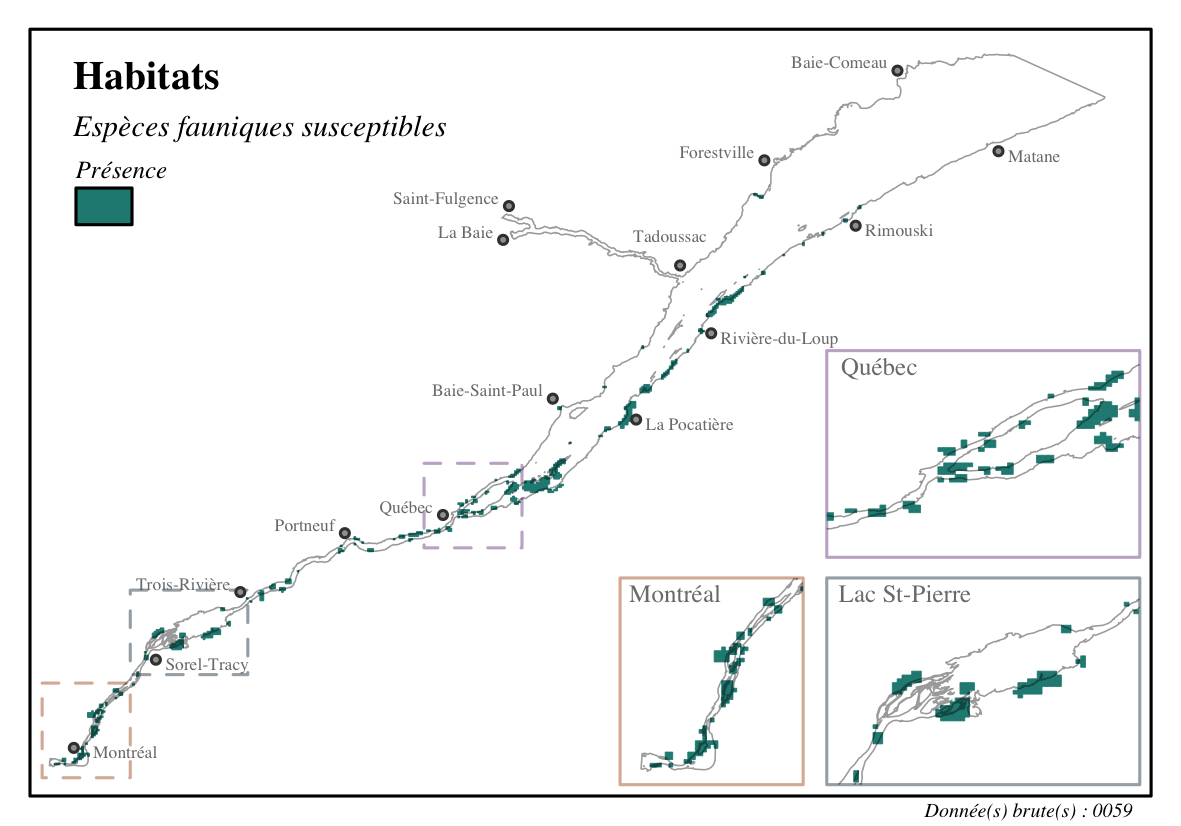 Habitats
Espèces fauniques susceptibles
Présence
Baie-Comeau
Forestville
Matane
Saint-Fulgence
La Baie
Tadoussac
Rimouski
Rivière-du-Loup
Baie-Saint-Paul
La Pocatière
Québec
Portneuf
Trois-Rivière
Sorel-Tracy
Montréal
Québec
Montréal
Lac St-Pierre
Donnée(s) brute(s) : 0059